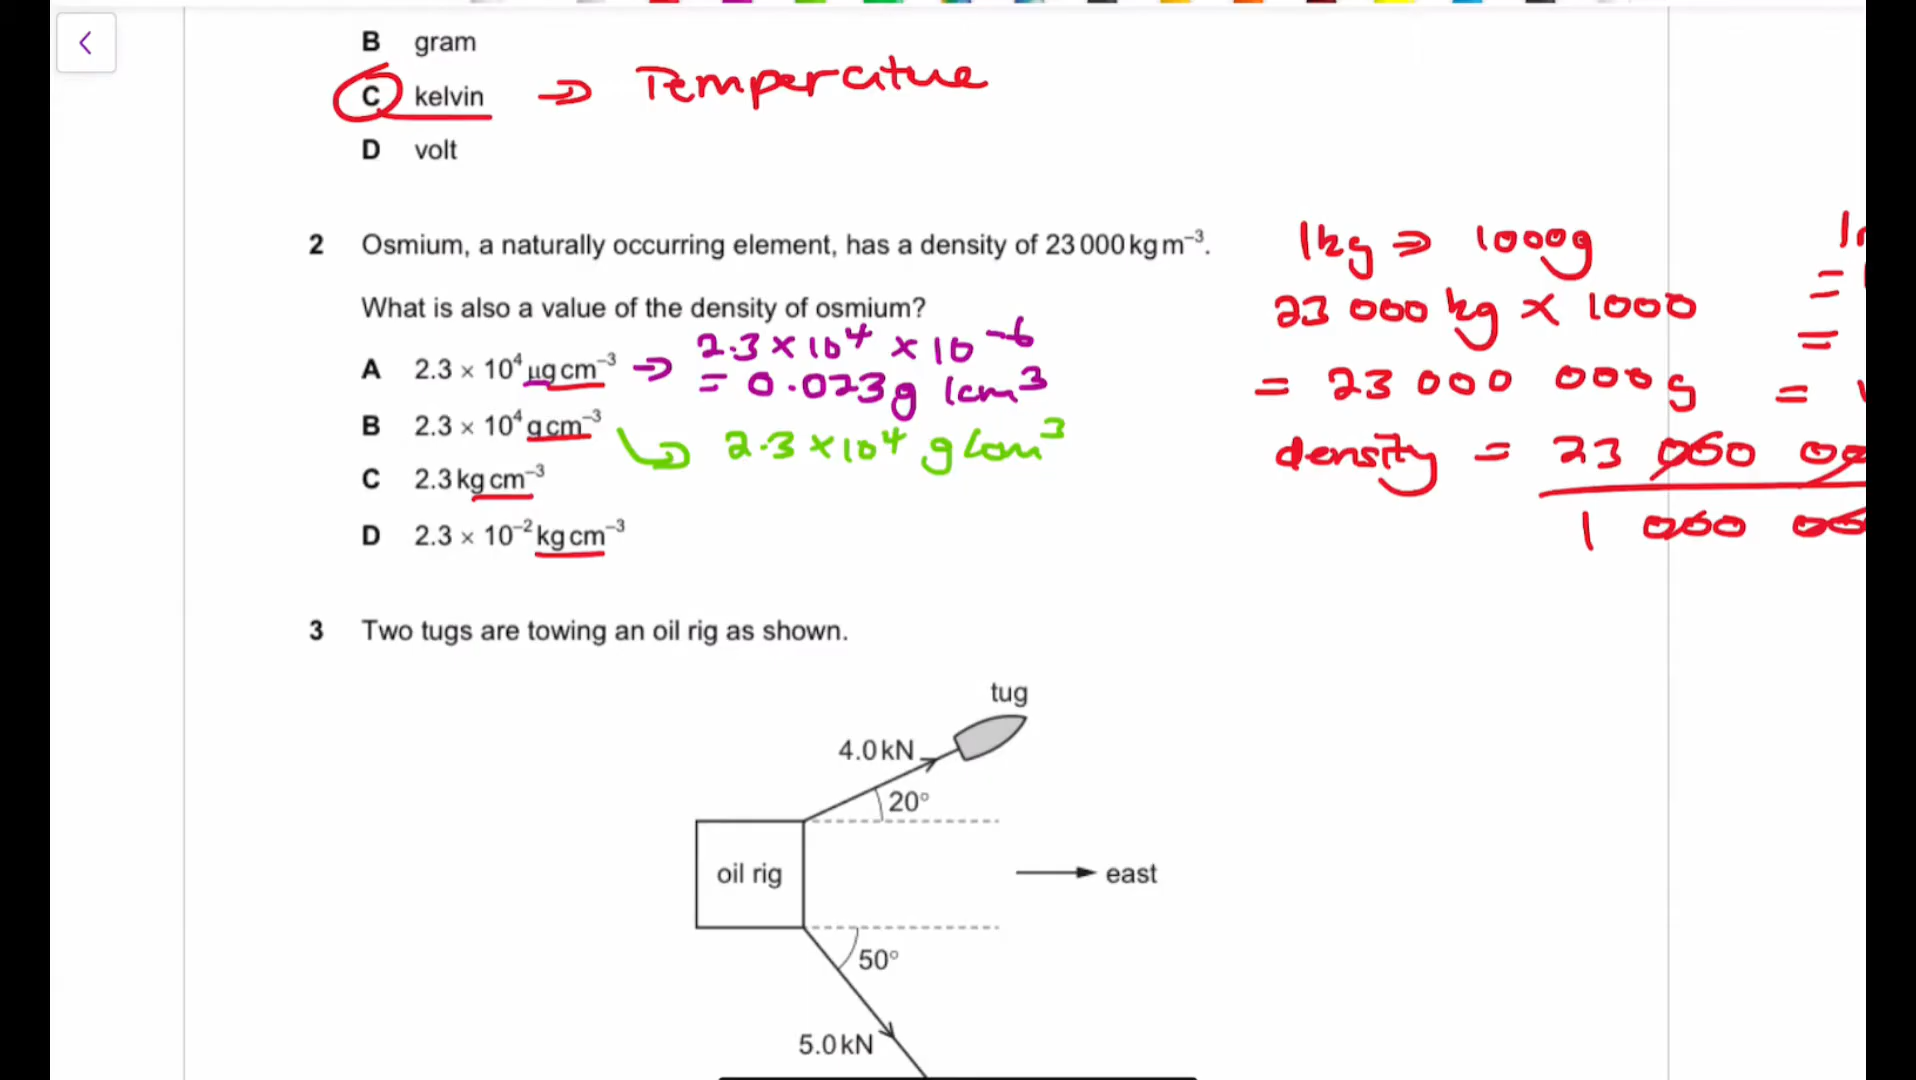 B gram
C kelvin → Temperature
D volt
2 Osmium, a naturally occurring element, has a density of 23 000 kg m⁻³.
What is also a value of the density of osmium?
A 2.3 × 10⁴ µg cm⁻³ → 2.3 × 10⁴ × 10⁻⁶
= 0.023g /cm³
B 2.3 × 10⁴ g cm⁻³ → 2.3 × 10⁴ g/cm³
C 2.3 kg cm⁻³
D 2.3 × 10⁻² kg cm⁻³
1kg ⇒ 1000g
23 000 kg × 1000
= 23 000 000g
density = 23 000 00
1 000 00
=
=
=
3 Two tugs are towing an oil rig as shown.
tug
4.0 kN
20°
oil rig
east
50°
5.0 kN